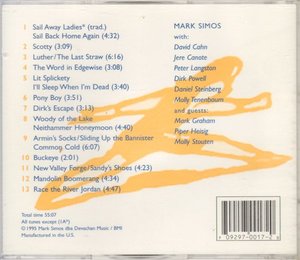 1 Sail Away Ladies* (trad.)
Sail Back Home Again (4:32)
2 Scotty (3:09)
3 Luther/The Last Straw (6:16)
4 The Word in Edgewise (3:08)
5 Lit Splickety
I'll Sleep When I'm Dead (3:40)
6 Pony Boy (3:51)
7 Dirk's Escape (3:13)
8 Woody of the Lake
Neithammer Honeymoon (4:40)
9 Armin's Socks/Sliding Up the Bannister
Common Cold (6:07)
10 Buckeye (2:01)
11 New Valley Forge/Sandy's Shoes (4:23)
12 Mandolin Boomerang (4:34)
13 Race the River Jordan (4:47)
Total time 55:07
All tunes except (1A*)
© 1995 Mark Simos dba Devachan Music / BMI
Manufactured in the U.S.
MARK SIMOS
with:
David Cahn
Jere Canote
Peter Langston
Dirk Powell
Daniel Steinberg
Molly Tenenbaum
and guests:
Mark Graham
Piper Heisig
Molly Stouten
7 09297-0017-2 8